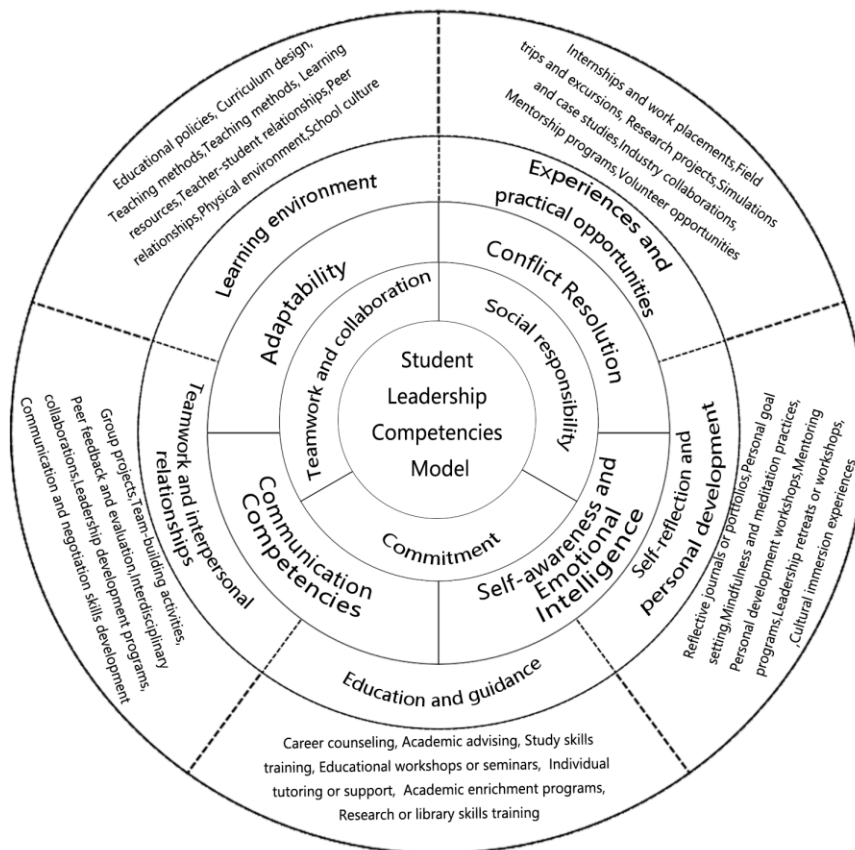 Educational policies, Curriculum design,
Teaching methods,Teaching methods, Learning
resources,Teacher-student relationships,Peer
relationships,Physical environment,School culture
Internships and work placements,Field
trips and excursions, Research projects,Simulations
and case studies,Industry collaborations,
Mentorship programs,Volunteer opportunities
Learning environment
Experiences and
practical opportunities
Adaptability
Conflict Resolution
Teamwork and collaboration
Social responsibility
Student
Leadership
Competencies
Model
Commitment
Communication
Competencies
Self-awareness and
Emotional
Intelligence
Teamwork and interpersonal
relationships
Self-reflection and
personal development
Group projects,Team-building activities,
Peer feedback and evaluation,Interdisciplinary
collaborations,Leadership development programs,
Communication and negotiation skills development
Reflective journals or portfolios,Personal goal
setting,Mindfulness and meditation practices,
Personal development workshops,Mentoring
programs,Leadership retreats or workshops,
,Cultural immersion experiences
Education and guidance
Career counseling, Academic advising, Study skills
training, Educational workshops or seminars, Individual
tutoring or support, Academic enrichment programs,
Research or library skills training